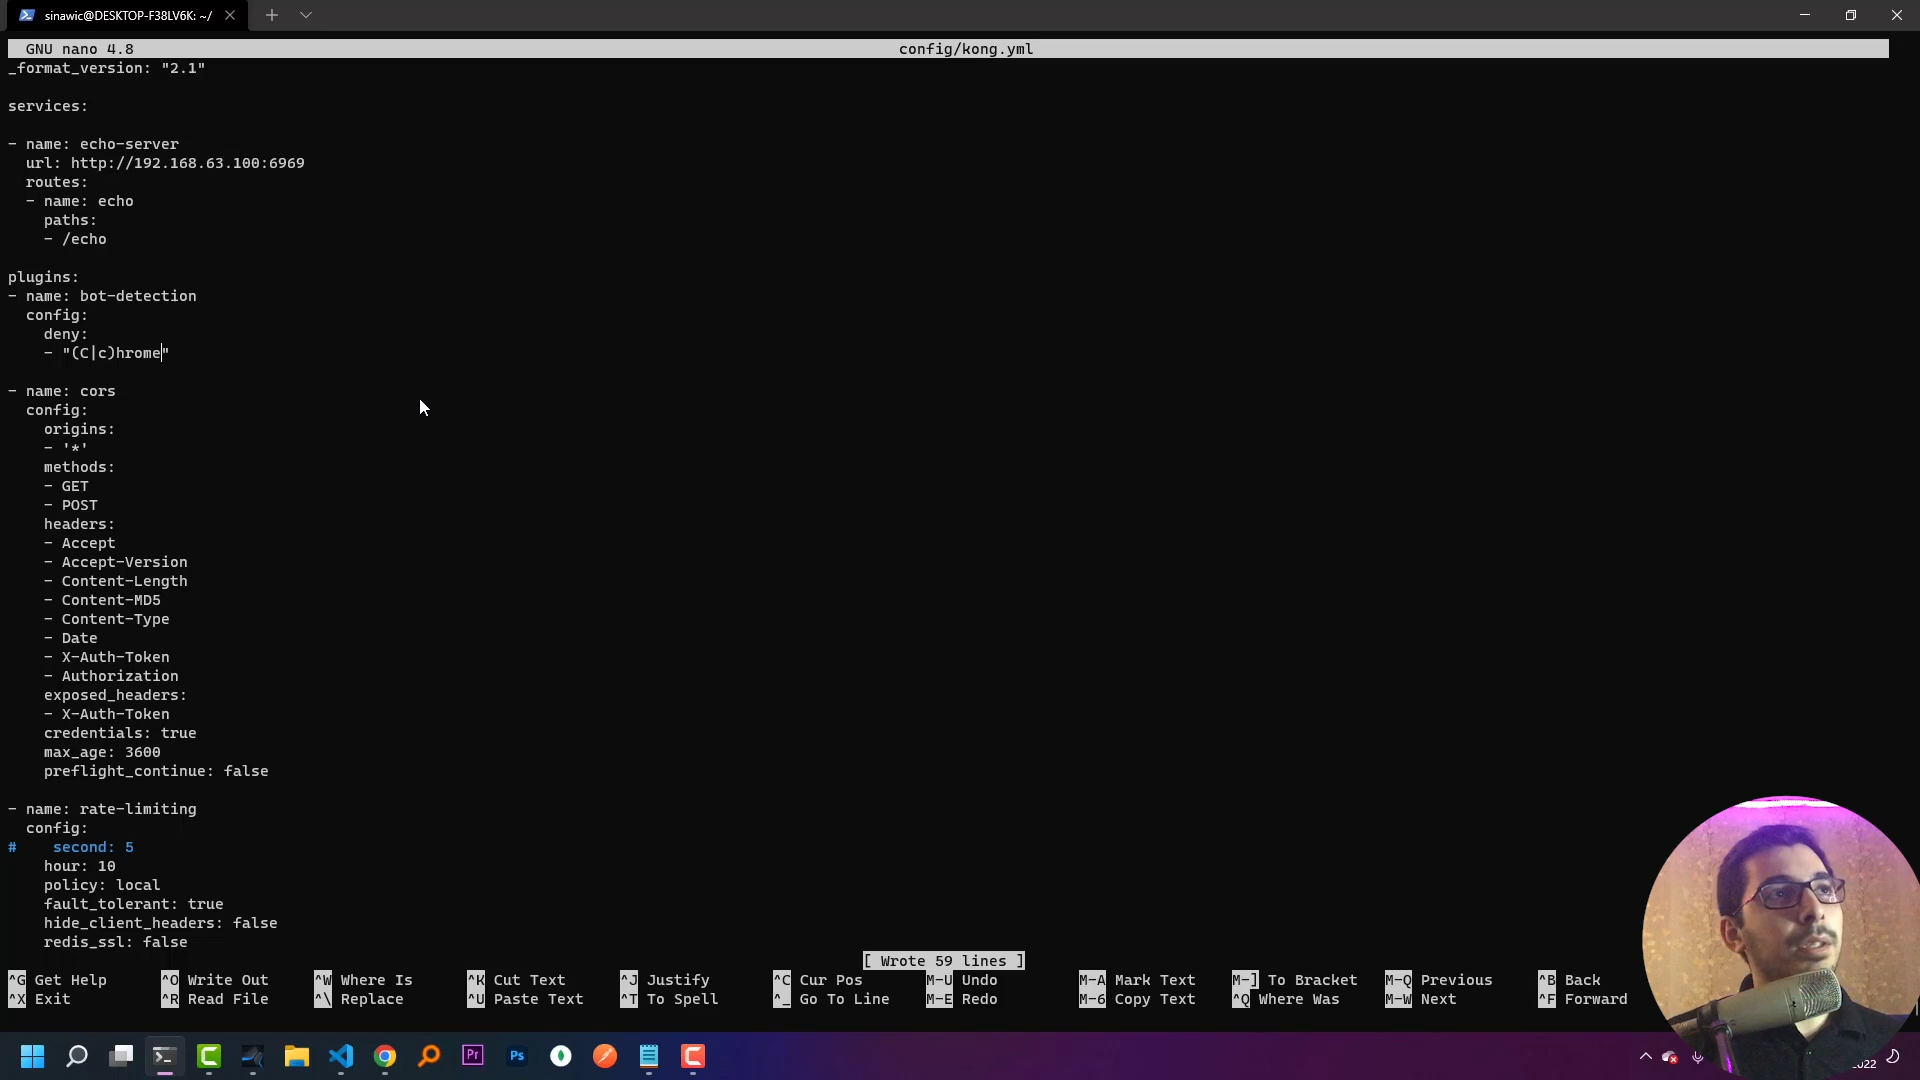 sinawic@DESKTOP-F38LV6K: ~/
GNU nano 4.8 config/kong.yml
_format_version: "2.1"
services:
- name: echo-server
  url: http://192.168.63.100:6969
  routes:
  - name: echo
    paths:
    - /echo
plugins:
- name: bot-detection
  config:
    deny:
    - "(C|c)hrome"
- name: cors
  config:
    origins:
    - '*'
    methods:
    - GET
    - POST
    headers:
    - Accept
    - Accept-Version
    - Content-Length
    - Content-MD5
    - Content-Type
    - Date
    - X-Auth-Token
    - Authorization
    exposed_headers:
    - X-Auth-Token
    credentials: true
    max_age: 3600
    preflight_continue: false
- name: rate-limiting
  config:
#    second: 5
    hour: 10
    policy: local
    fault_tolerant: true
    hide_client_headers: false
    redis_ssl: false
[ Wrote 59 lines ]
^G Get Help ^O Write Out ^W Where Is ^K Cut Text ^J Justify ^C Cur Pos M-U Undo M-A Mark Text M-] To Bracket M-Q Previous ^B Back
^X Exit ^R Read File ^\ Replace ^U Paste Text ^T To Spell ^_ Go To Line M-E Redo M-6 Copy Text ^Q Where Was M-W Next ^F Forward
Pr
Ps
2022